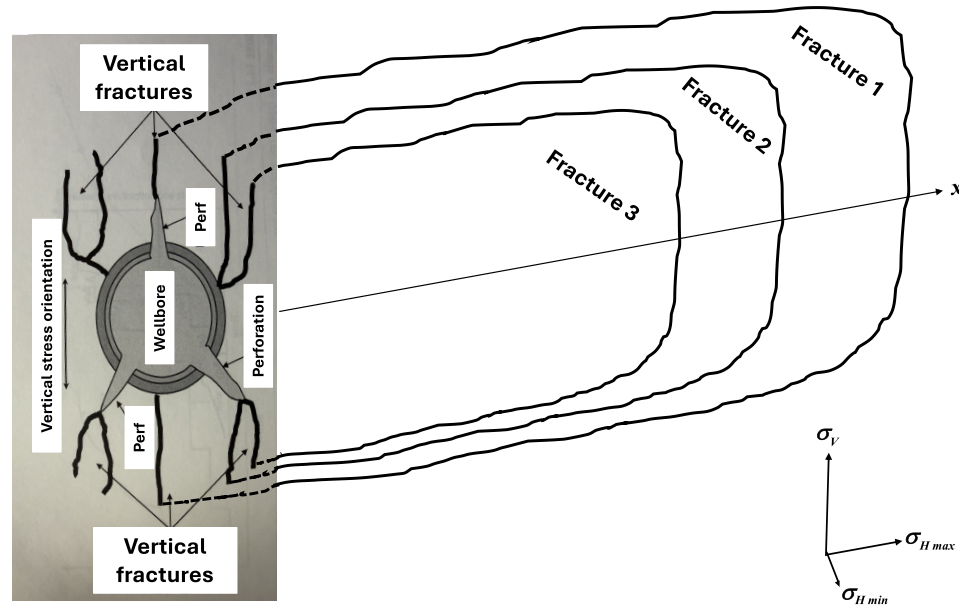 Vertical
fractures
Fracture 1
Fracture 2
Fracture 3
x
Perf
Vertical stress orientation
Wellbore
Perforation
Perf
Vertical
fractures
σV
σH max
σH min